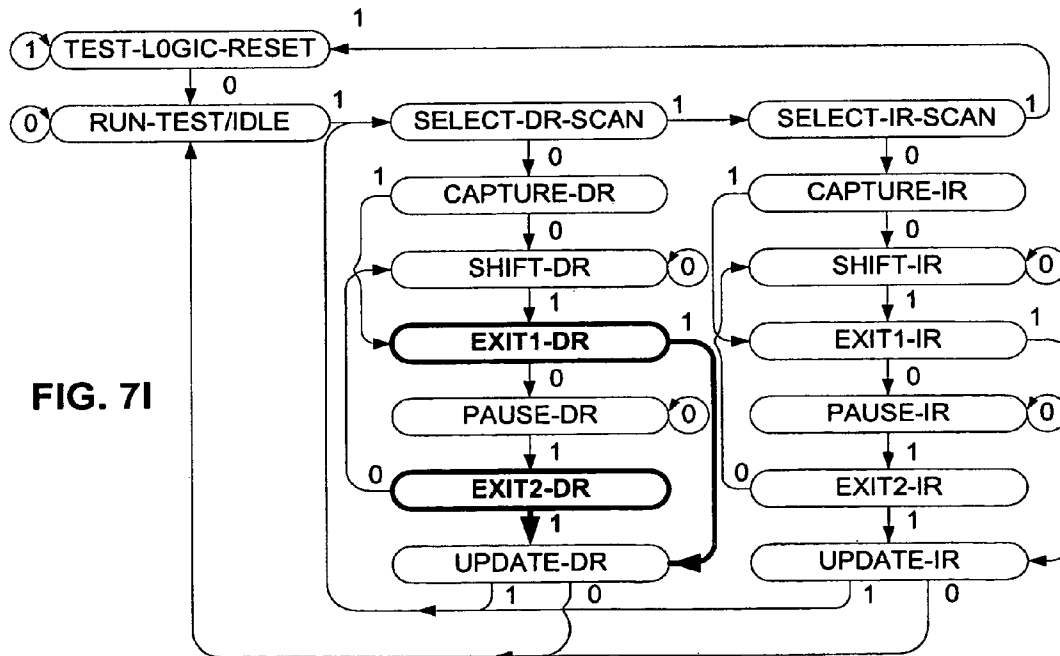 1
1 TEST-L0GIC-RESET
0
0 RUN-TEST/IDLE 1 SELECT-DR-SCAN 1 SELECT-IR-SCAN 1
0 0
1 CAPTURE-DR 1 CAPTURE-IR
0 0
SHIFT-DR 0 SHIFT-IR 0
1 1
EXIT1-DR 1 EXIT1-IR 1
0 0
FIG. 7I
PAUSE-DR 0 PAUSE-IR 0
1 1
0 EXIT2-DR 0 EXIT2-IR
1 1
UPDATE-DR UPDATE-IR
1 0 1 0